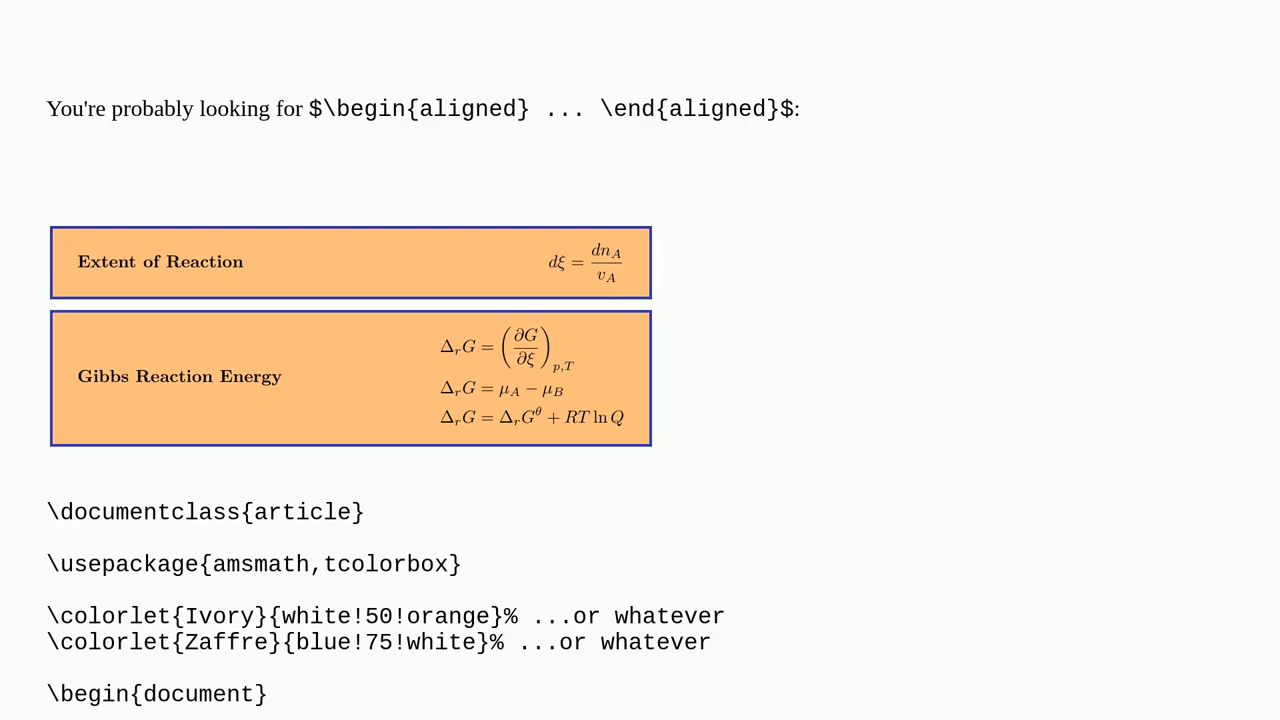 You're probably looking for $\begin{aligned} ... \end{aligned}$:
Extent of Reaction dξ = dn_A / v_A
Gibbs Reaction Energy
Δ_rG = (∂G/∂ξ)_{p,T}
Δ_rG = μ_A − μ_B
Δ_rG = Δ_rG^θ + RT ln Q
\documentclass{article}
\usepackage{amsmath,tcolorbox}
\colorlet{Ivory}{white!50!orange}% ...or whatever
\colorlet{Zaffre}{blue!75!white}% ...or whatever
\begin{document}